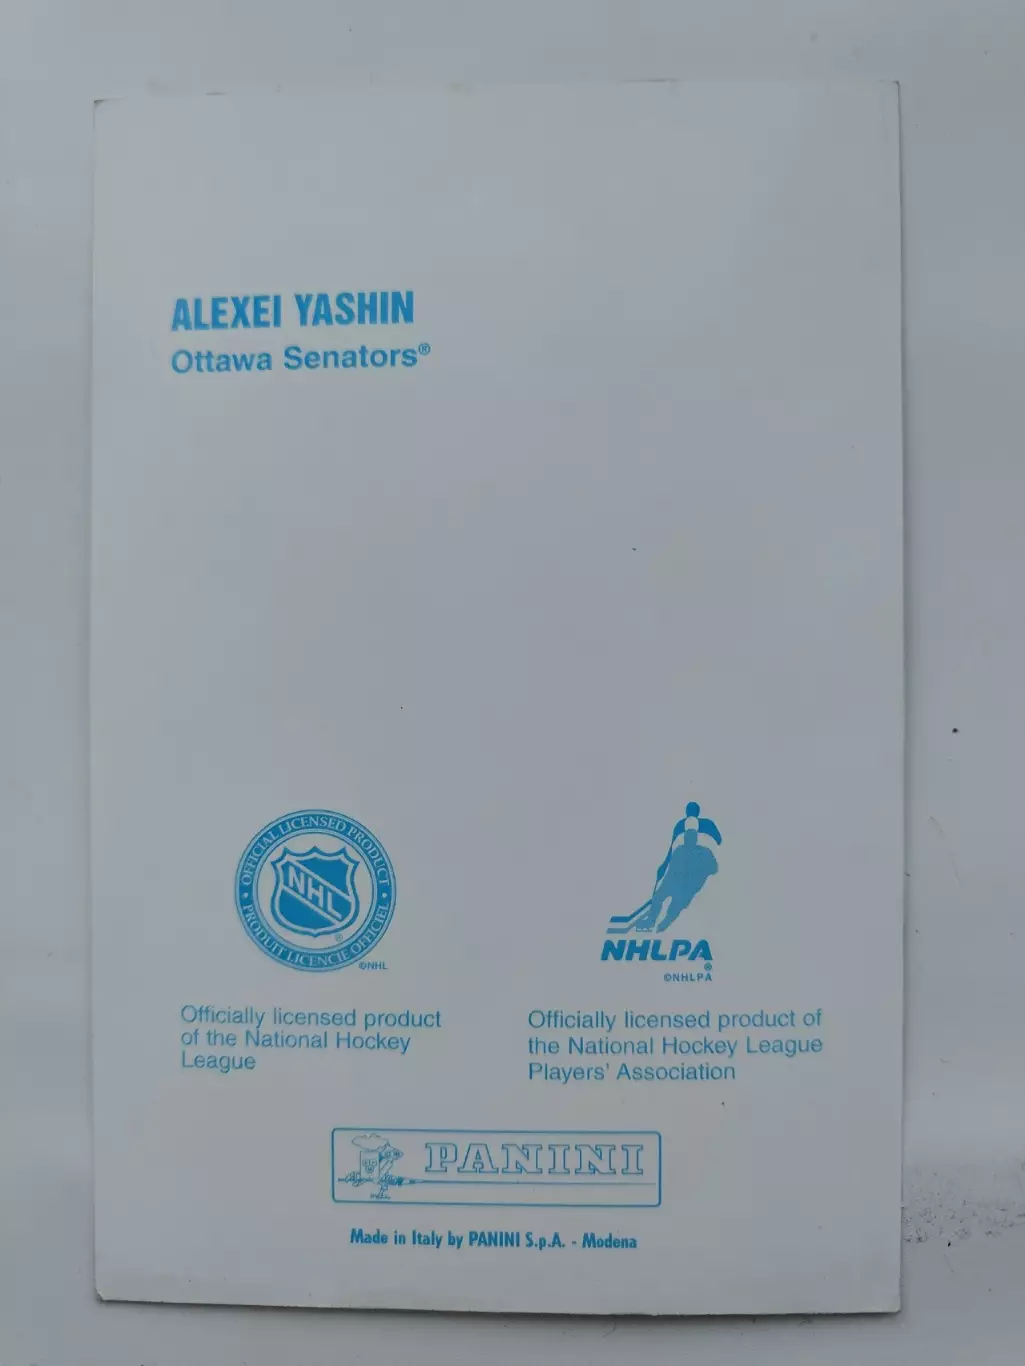 ALEXEI YASHIN
Ottawa Senators®
• OFFICIAL LICENSED PRODUCT •
NHL
®
PRODUIT LICENCIE OFFICIEL
©NHL
NHLPA
®
©NHLPA
Officially licensed product
of the National Hockey
League
Officially licensed product of
the National Hockey League
Players' Association
PANINI
Made in Italy by PANINI S.p.A. - Modena